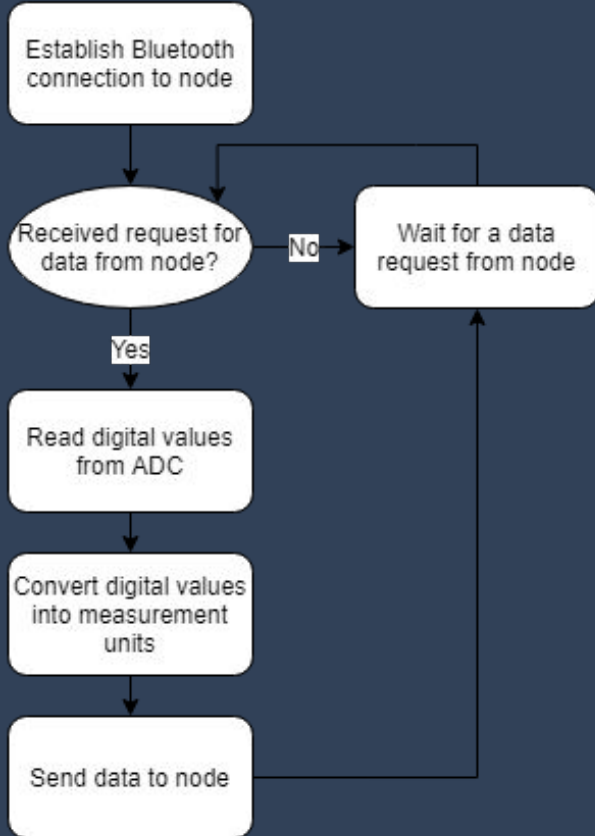 Establish Bluetooth
connection to node
Received request for
data from node?
No
Wait for a data
request from node
Yes
Read digital values
from ADC
Convert digital values
into measurement
units
Send data to node